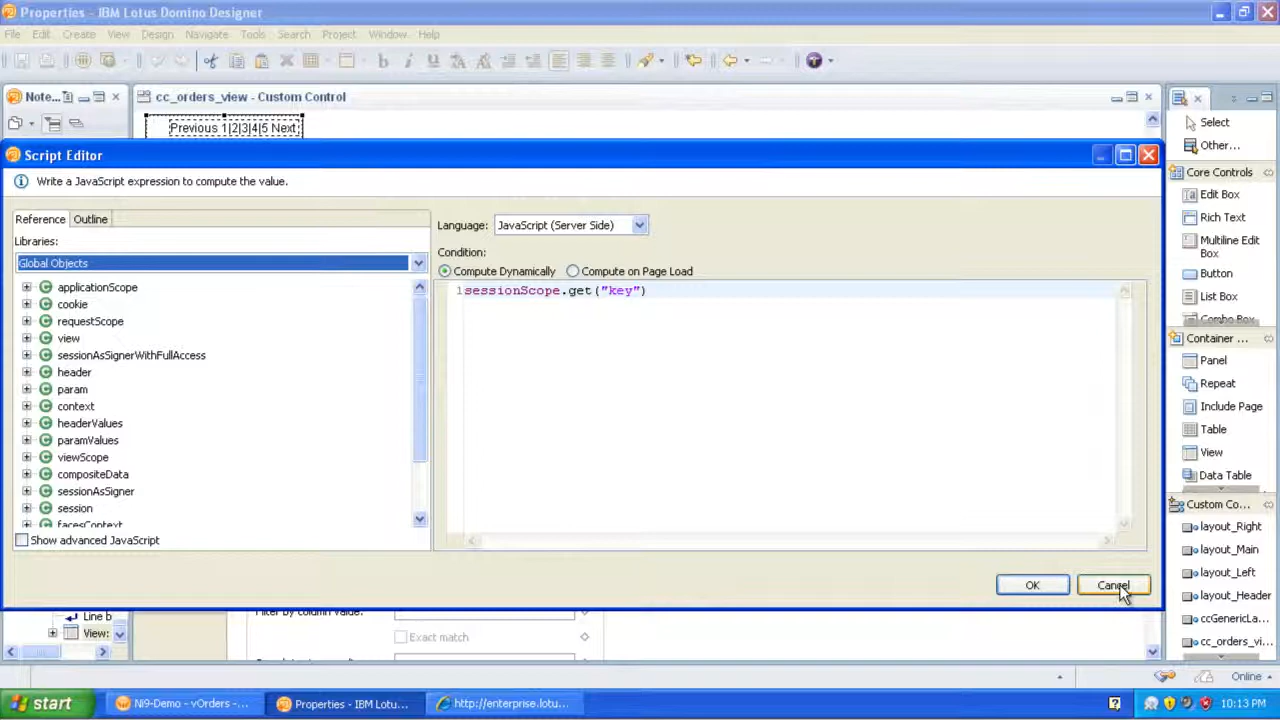 Properties - IBM Lotus Domino Designer
File Edit Create View Design Navigate Tools Search Project Window Help
Note...
cc_orders_view - Custom Control
Previous 1|2|3|4|5 Next
Select
Other...
Core Controls
Edit Box
Rich Text
Multiline Edit Box
Button
List Box
Combo Box
Container ...
Panel
Repeat
Include Page
Table
View
Data Table
Custom Co...
layout_Right
layout_Main
layout_Left
layout_Header
ccGenericLa...
cc_orders_vi...
Script Editor
Write a JavaScript expression to compute the value.
Reference Outline
Libraries:
Global Objects
applicationScope
cookie
requestScope
view
sessionAsSignerWithFullAccess
header
param
context
headerValues
paramValues
viewScope
compositeData
sessionAsSigner
session
facesContext
Show advanced JavaScript
Language: JavaScript (Server Side)
Condition:
Compute Dynamically Compute on Page Load
1sessionScope.get("key")
OK Cancel
Line b
View:
Filter by column value:
Exact match
Online
start
Ni9-Demo - vOrders -...
Properties - IBM Lotus...
http://enterprise.lotu...
10:13 PM